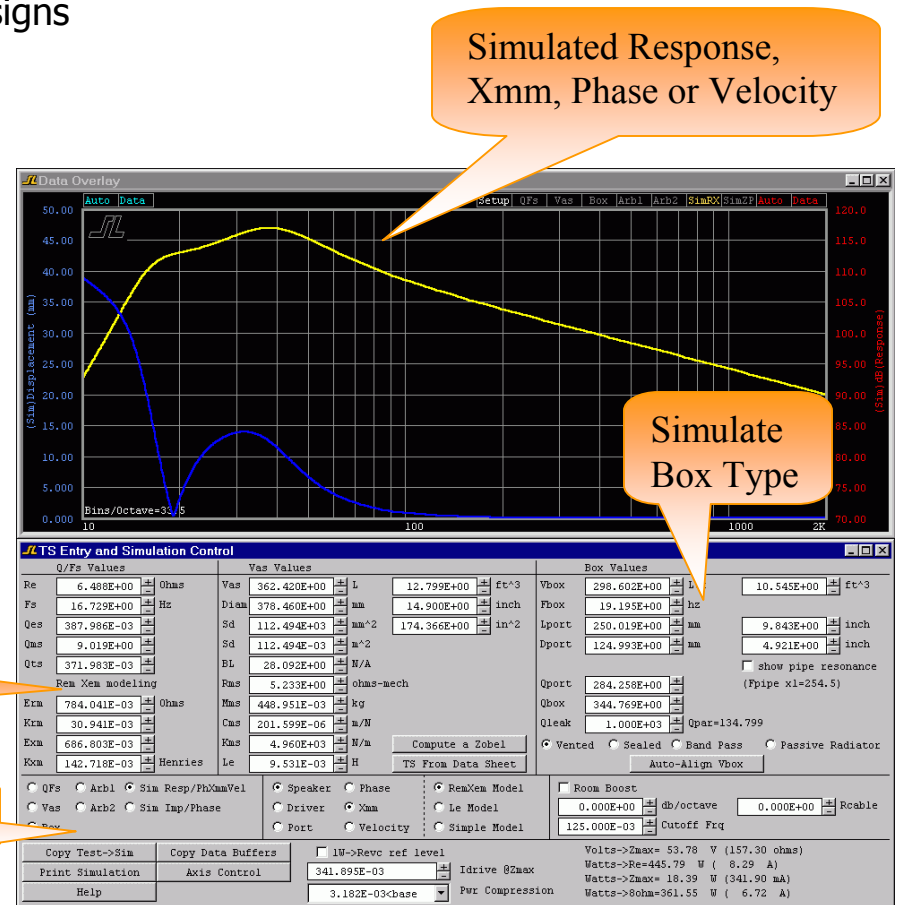 signs
Simulated Response,
Xmm, Phase or Velocity
JL Data Overlay
Auto Data Setup QFs Vas Box Arb1 Arb2 SimRX SimZP Auto Data
50.00 120.0
JL
45.00 115.0
40.00 110.0
35.00 105.0
30.00 100.0
25.00 95.00
20.00 90.00
15.00 85.00
10.00 80.00
5.000 75.00
0.000 70.00
(Sim)Displacement (mm)
(Sim)dB(Response)
Simulate
Box Type
Bins/Octave=33.5
10 100 1000 2K
JL TS Entry and Simulation Control
Q/Fs Values Vas Values Box Values
Re 6.488E+00 Ohms Vas 362.420E+00 L 12.799E+00 ft^3 Vbox 298.602E+00 10.545E+00 ft^3
Fs 16.729E+00 Hz Diam 378.460E+00 mm 14.900E+00 inch Fbox 19.195E+00 hz
Qes 387.986E-03 Sd 112.494E+03 mm^2 174.366E+00 in^2 Lport 250.019E+00 mm 9.843E+00 inch
Qms 9.019E+00 Sd 112.494E-03 m^2 Dport 124.993E+00 mm 4.921E+00 inch
Qts 371.983E-03 BL 28.092E+00 N/A show pipe resonance
Rem Xem modeling Rms 5.233E+00 ohms-mech Qport 284.258E+00 (Fpipe x1=254.5)
Erm 784.041E-03 Ohms Mms 448.951E-03 kg Qbox 344.769E+00
Krm 30.941E-03 Cms 201.599E-06 m/N Qleak 1.000E+03 Qpar=134.799
Exm 686.803E-03 Kms 4.960E+03 N/m Compute a Zobel Vented Sealed Band Pass Passive Radiator
Kxm 142.718E-03 Henries Le 9.531E-03 H TS From Data Sheet Auto-Align Vbox
QFs Arb1 Sim Resp/PhXmmVel Speaker Phase RemXem Model Room Boost
Vas Arb2 Sim Imp/Phase Driver Xmm Le Model 0.000E+00 db/octave 0.000E+00 Rcable
Box Port Velocity Simple Model 125.000E-03 Cutoff Frq
Copy Test->Sim Copy Data Buffers 1W->Revc ref level Volts->Zmax= 53.78 V (157.30 ohms)
Print Simulation Axis Control 341.895E-03 Idrive @Zmax Watts->Re=445.79 W ( 8.29 A)
Watts->Zmax= 18.39 W (341.90 mA)
Help 3.182E-03<base Pwr Compression Watts->8ohm=361.55 W ( 6.72 A)